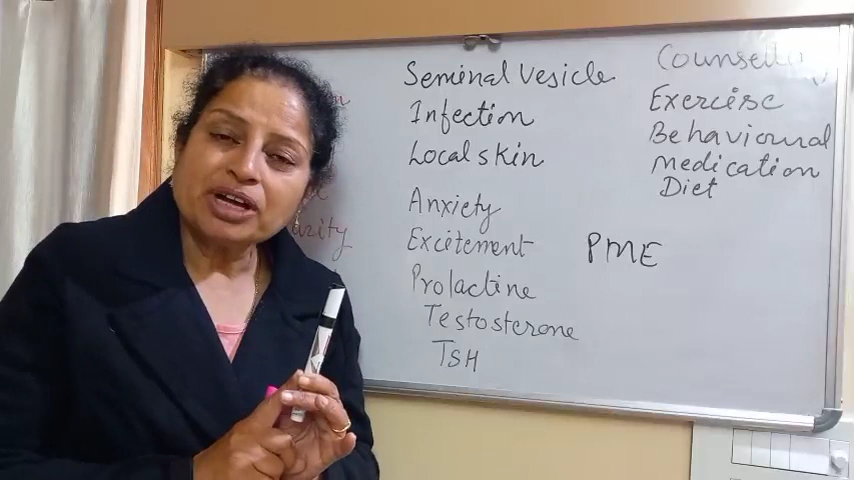 Seminal Vesicle
Infection
Local skin
Anxiety
Excitement
Prolactine
Testosterone
TSH
PME
Exercise
Behavioural
Medication
Diet